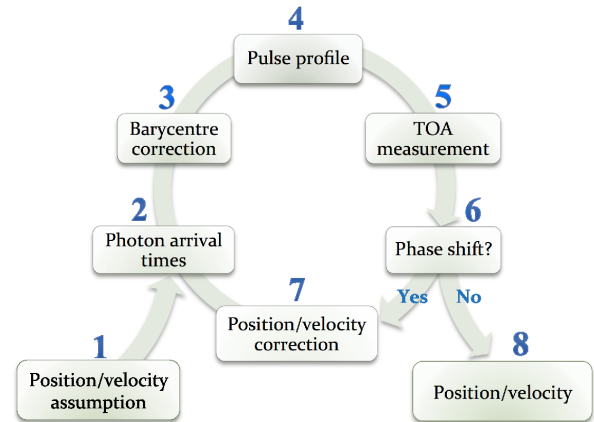 4
Pulse profile
3
Barycentre
correction
5
TOA
measurement
2
Photon arrival
times
6
Phase shift?
Yes No
7
Position/velocity
correction
1
Position/velocity
assumption
8
Position/velocity